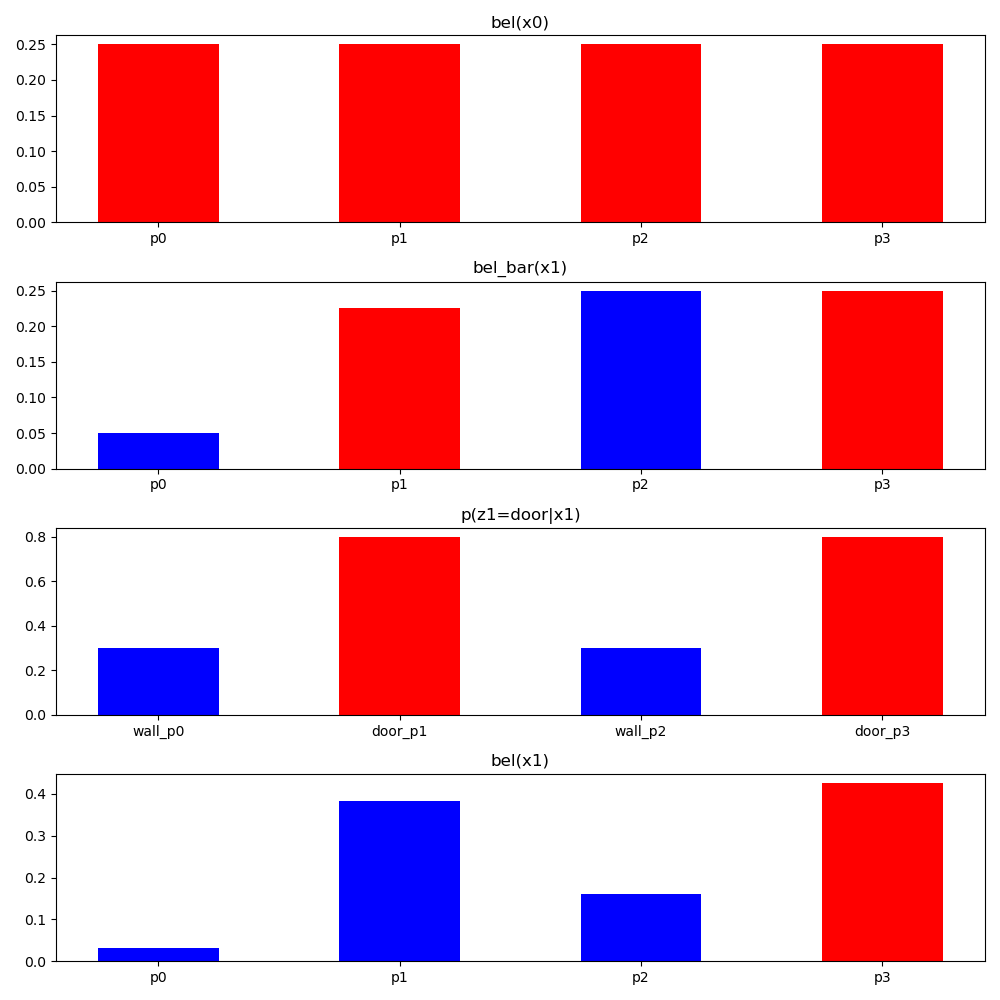 bel(x0)
0.25
0.20
0.15
0.10
0.05
0.00
p0 p1 p2 p3
bel_bar(x1)
0.25
0.20
0.15
0.10
0.05
0.00
p0 p1 p2 p3
p(z1=door|x1)
0.8
0.6
0.4
0.2
0.0
wall_p0 door_p1 wall_p2 door_p3
bel(x1)
0.4
0.3
0.2
0.1
0.0
p0 p1 p2 p3